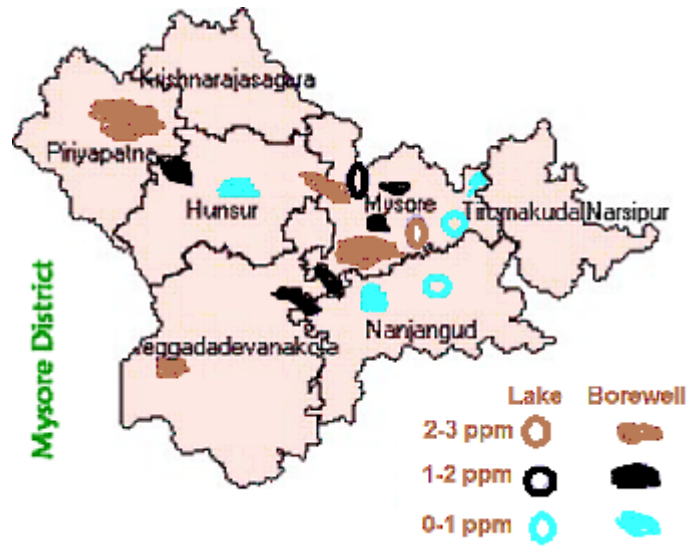 Krishnarajasagara
Piriyapatna
Hunsur
Mysore
Tirumakudal Narsipur
Nanjangud
Mysore District
Lake Borewell
2-3 ppm
1-2 ppm
0-1 ppm